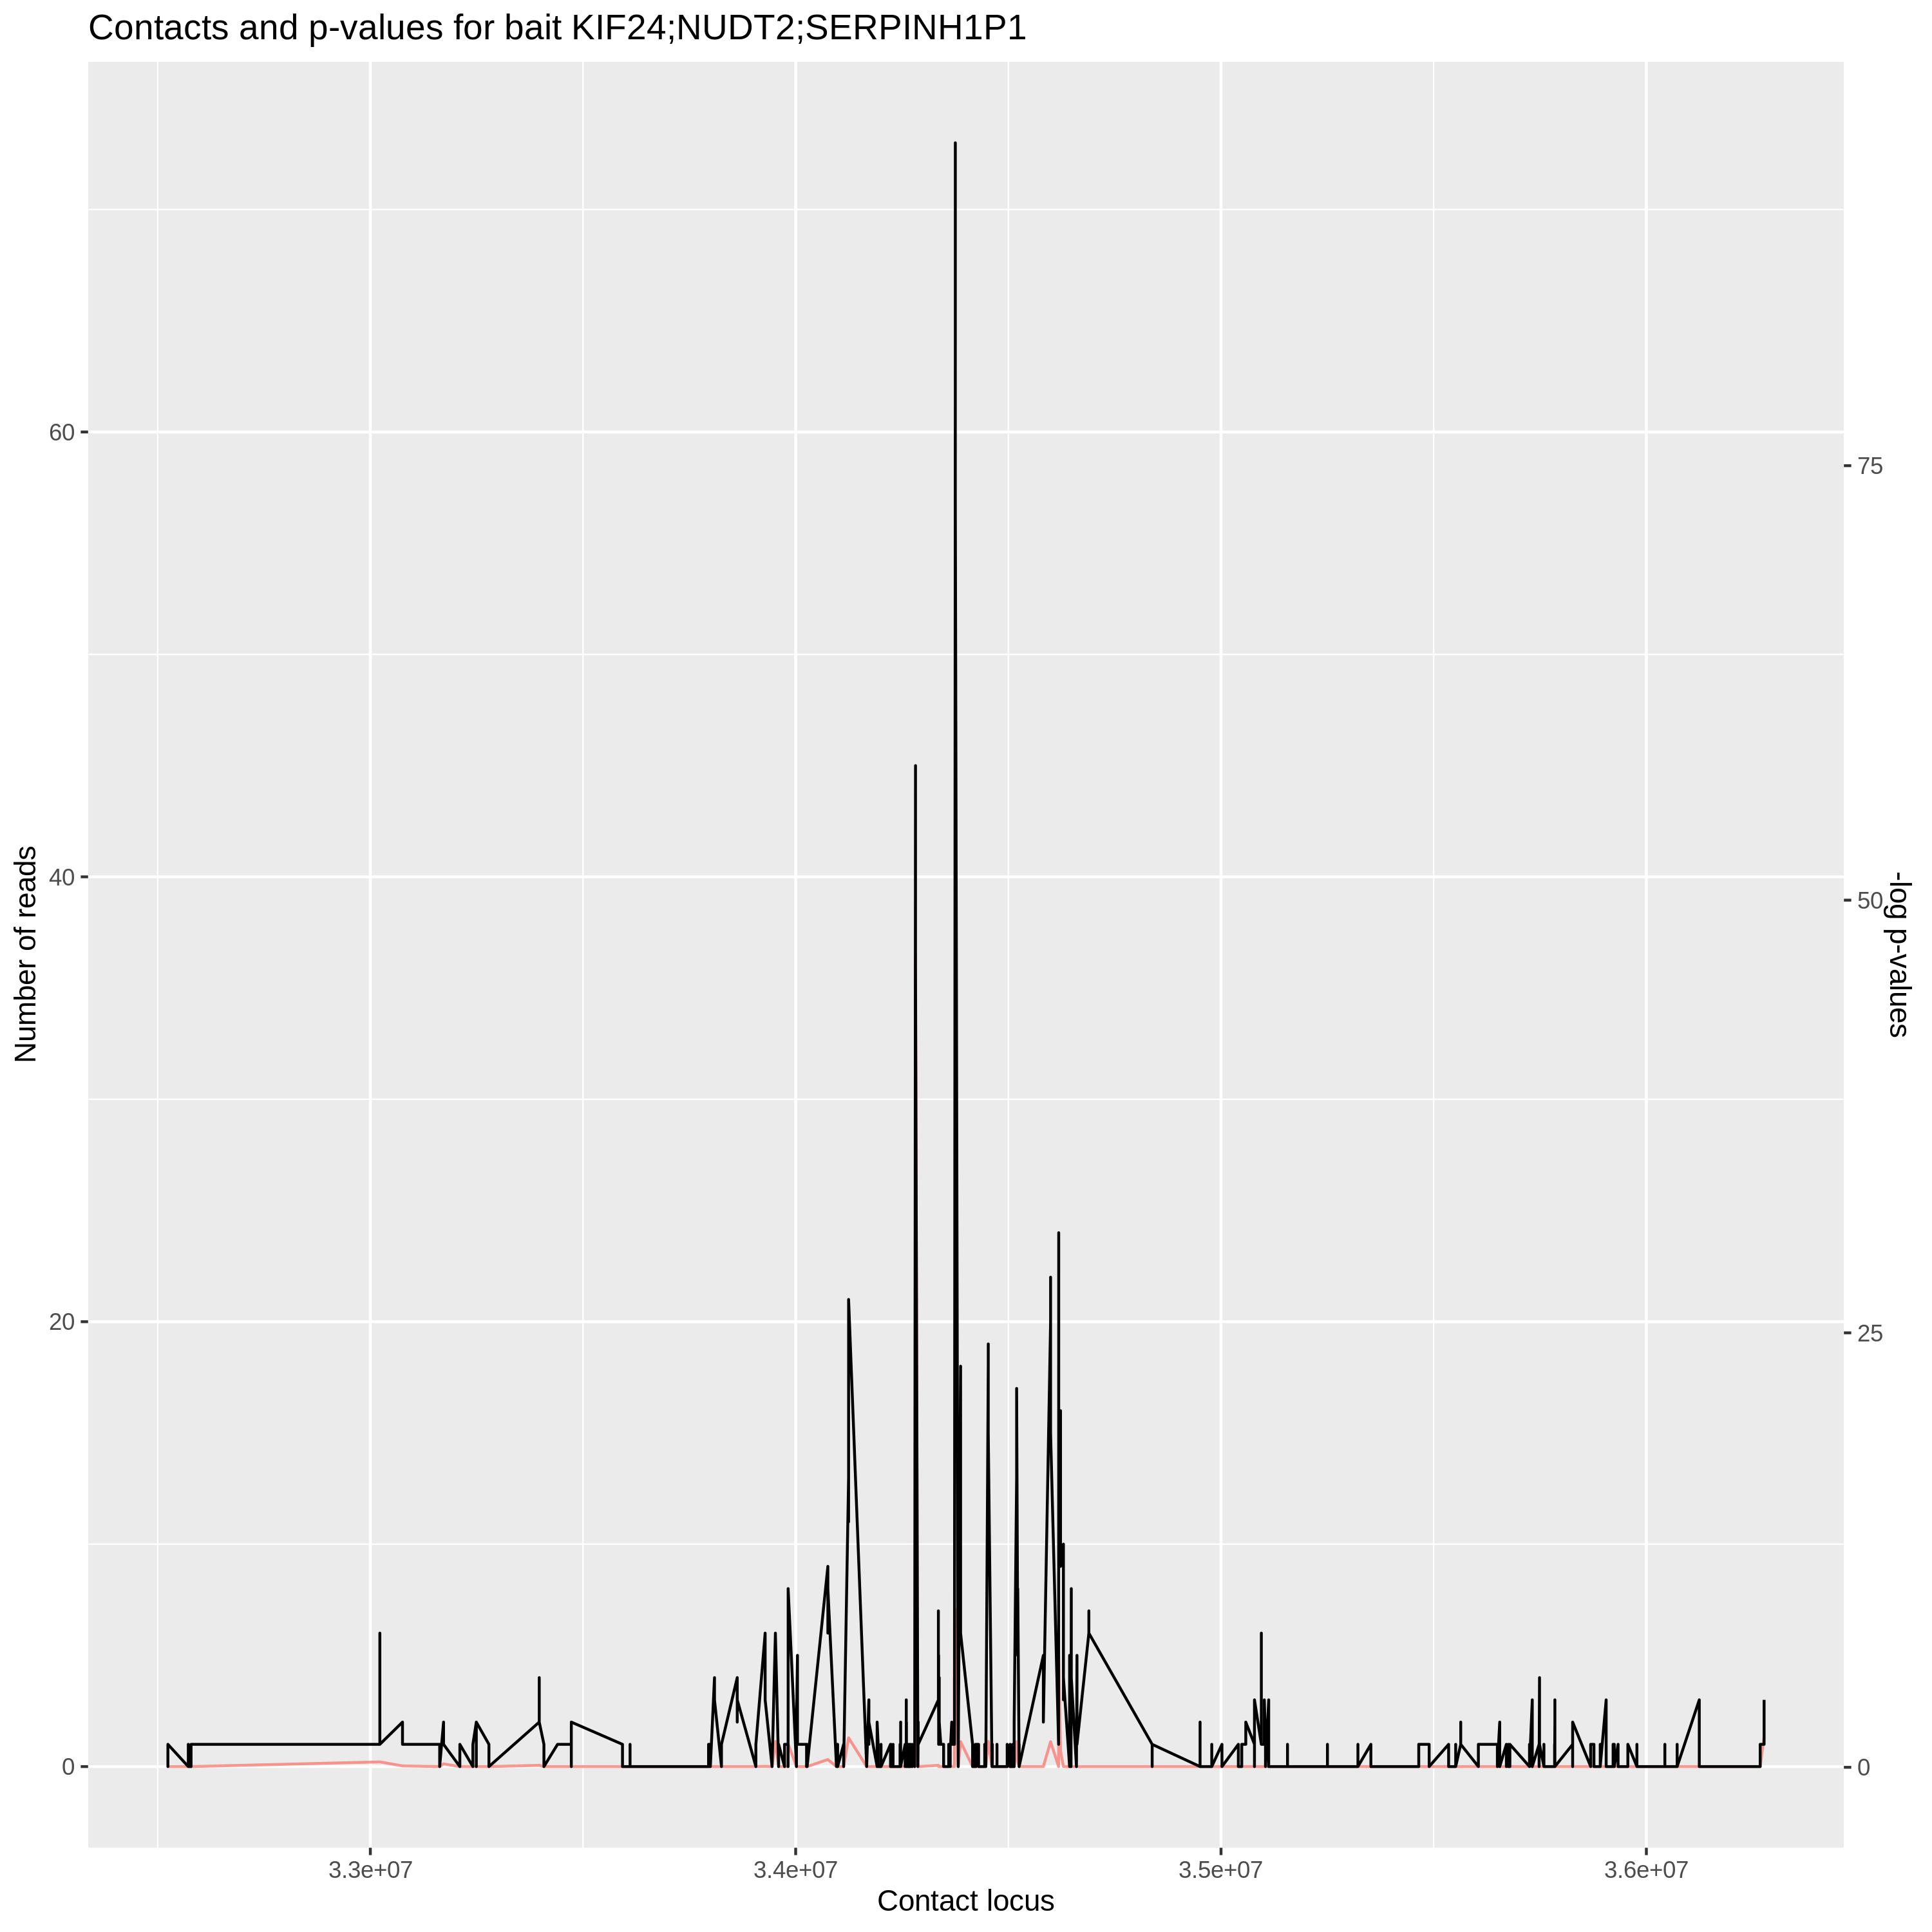 Contacts and p-values for bait KIF24;NUDT2;SERPINH1P1
Number of reads
60
40
20
0
75
50
25
0
-log p-values
3.3e+07
3.4e+07
3.5e+07
3.6e+07
Contact locus